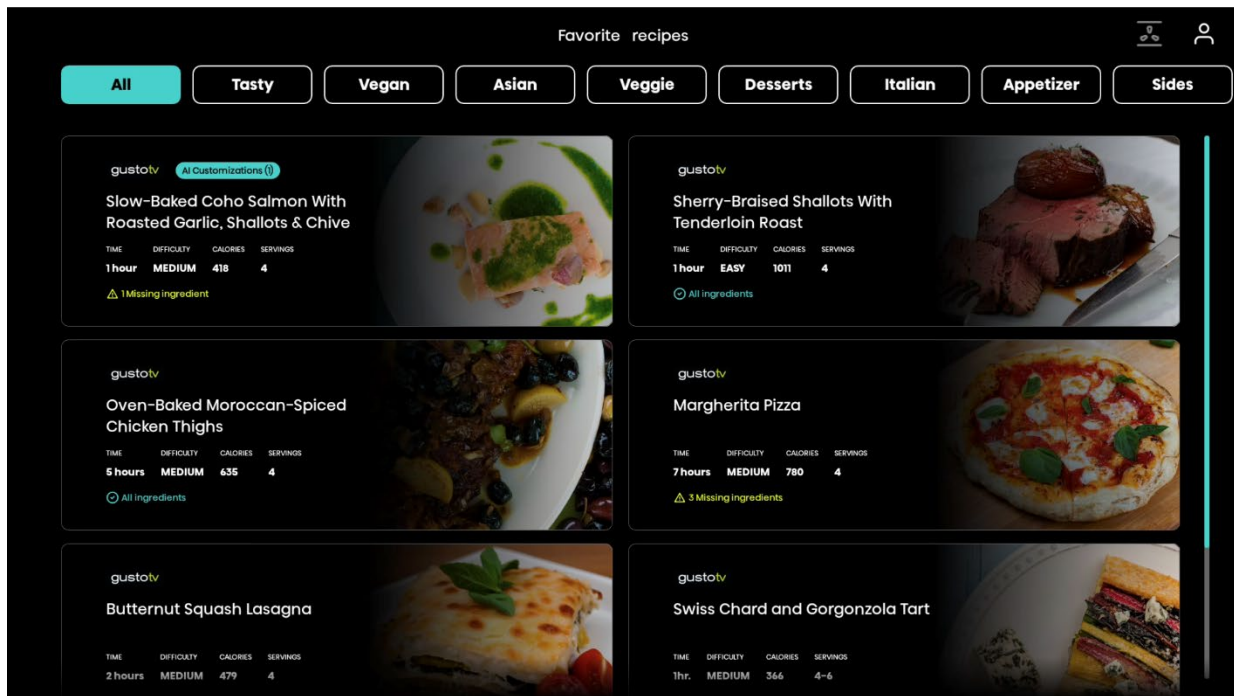 Favorite recipes
All Tasty Vegan Asian Veggie Desserts Italian Appetizer Sides
gustotv AI Customizations (1)
Slow-Baked Coho Salmon With
Roasted Garlic, Shallots & Chive
TIME DIFFICULTY CALORIES SERVINGS
1 hour MEDIUM 418 4
1 Missing ingredient
gustotv
Sherry-Braised Shallots With
Tenderloin Roast
TIME DIFFICULTY CALORIES SERVINGS
1 hour EASY 1011 4
All ingredients
gustotv
Oven-Baked Moroccan-Spiced
Chicken Thighs
TIME DIFFICULTY CALORIES SERVINGS
5 hours MEDIUM 635 4
All ingredients
gustotv
Margherita Pizza
TIME DIFFICULTY CALORIES SERVINGS
7 hours MEDIUM 780 4
3 Missing ingredients
gustotv
Butternut Squash Lasagna
TIME DIFFICULTY CALORIES SERVINGS
2 hours MEDIUM 479 4
gustotv
Swiss Chard and Gorgonzola Tart
TIME DIFFICULTY CALORIES SERVINGS
1hr. MEDIUM 366 4-6